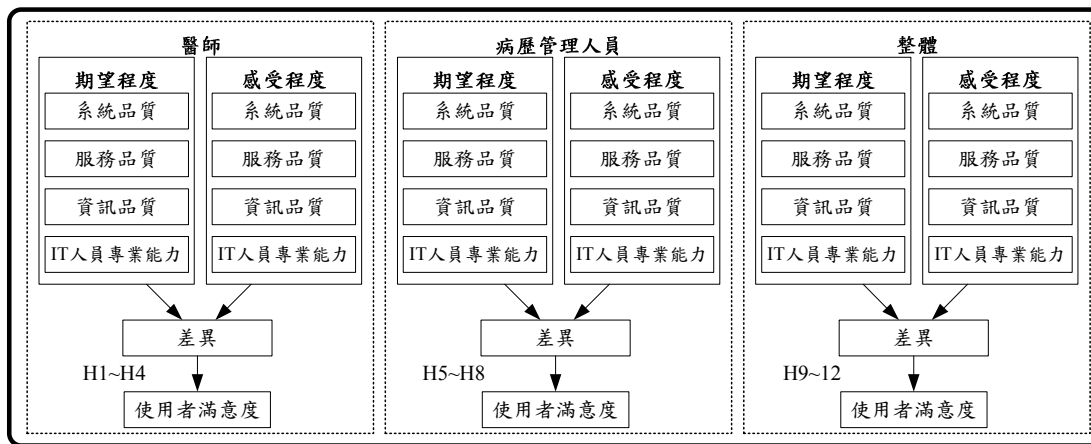 醫師
期望程度
感受程度
系統品質
系統品質
服務品質
服務品質
資訊品質
資訊品質
IT人員專業能力
IT人員專業能力
差異
H1~H4
使用者滿意度
病歷管理人員
期望程度
感受程度
系統品質
系統品質
服務品質
服務品質
資訊品質
資訊品質
IT人員專業能力
IT人員專業能力
差異
H5~H8
使用者滿意度
整體
期望程度
感受程度
系統品質
系統品質
服務品質
服務品質
資訊品質
資訊品質
IT人員專業能力
IT人員專業能力
差異
H9~12
使用者滿意度